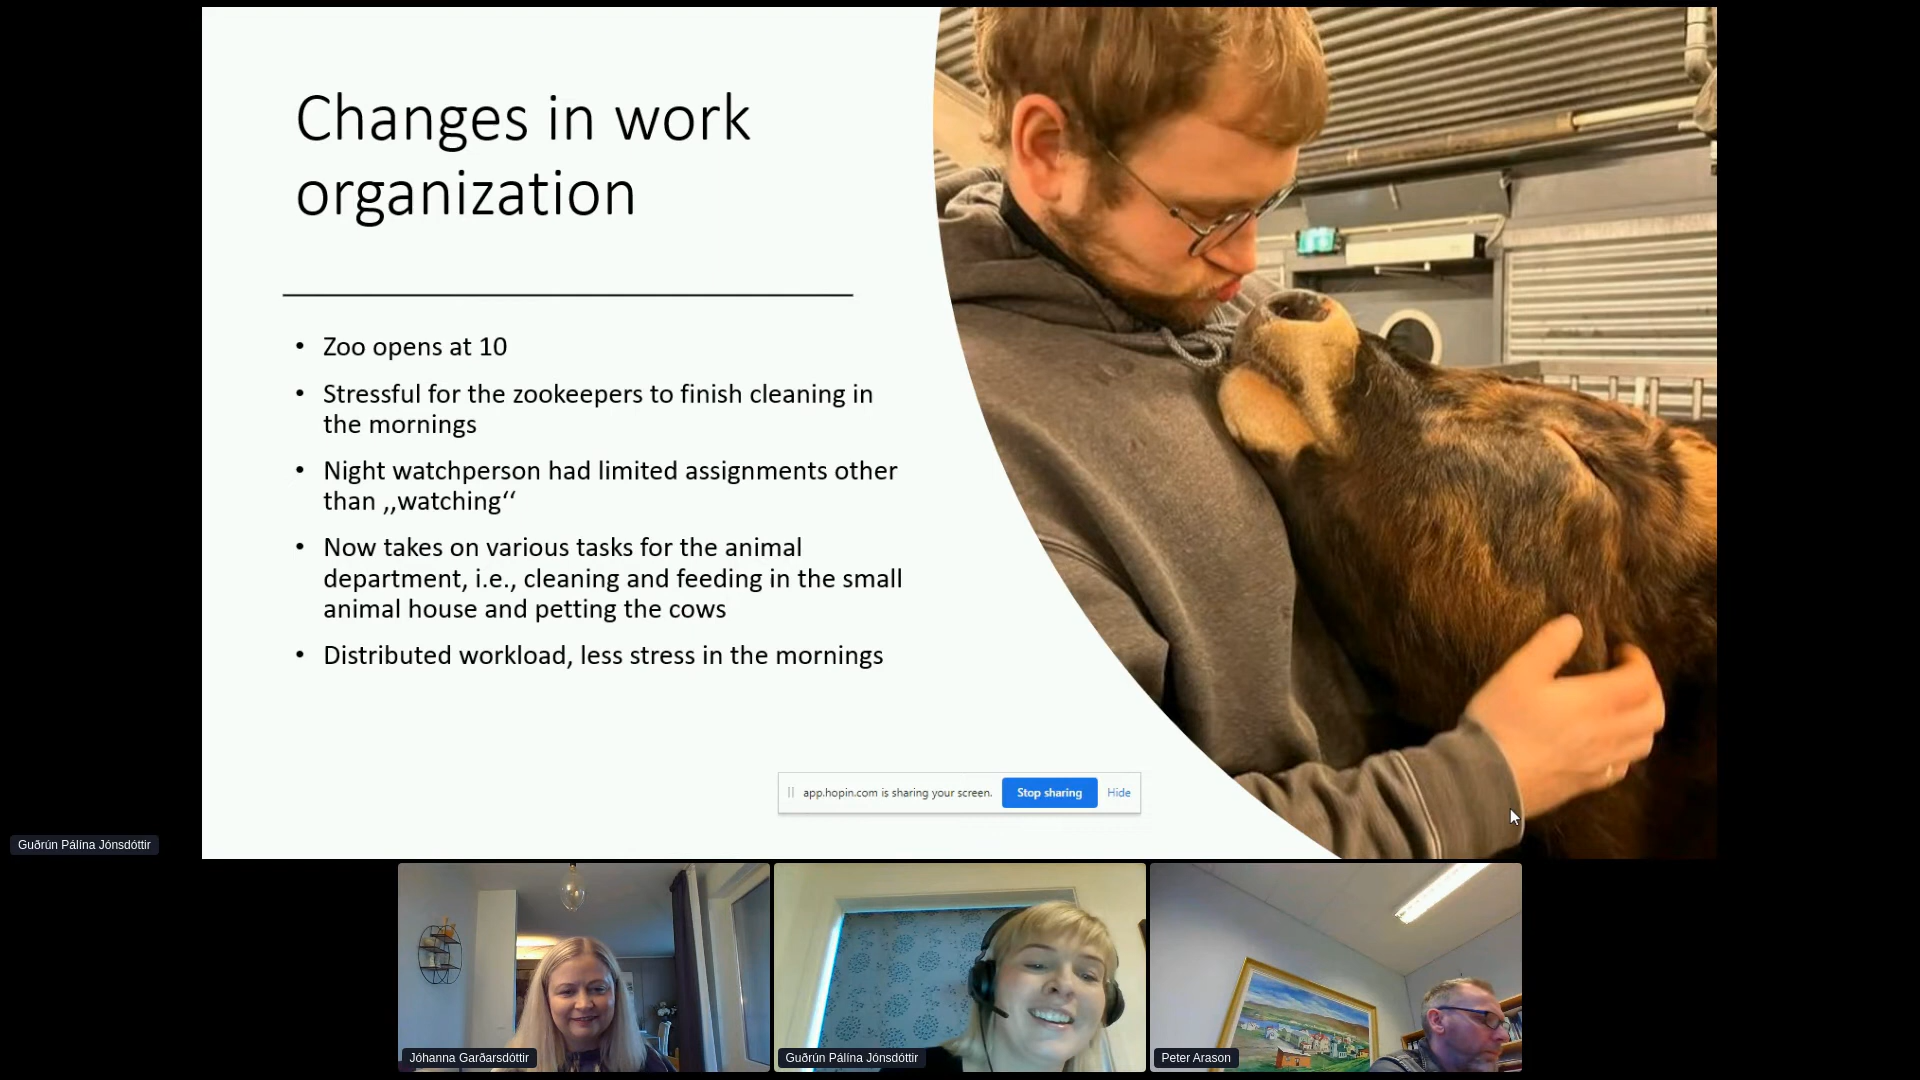 Changes in work
organization
• Zoo opens at 10
• Stressful for the zookeepers to finish cleaning in
the mornings
• Night watchperson had limited assignments other
than ,,watching‘‘
• Now takes on various tasks for the animal
department, i.e., cleaning and feeding in the small
animal house and petting the cows
• Distributed workload, less stress in the mornings
app.hopin.com is sharing your screen. Stop sharing Hide
Guðrún Pálína Jónsdóttir
Jóhanna Garðarsdóttir
Guðrún Pálína Jónsdóttir
Peter Arason